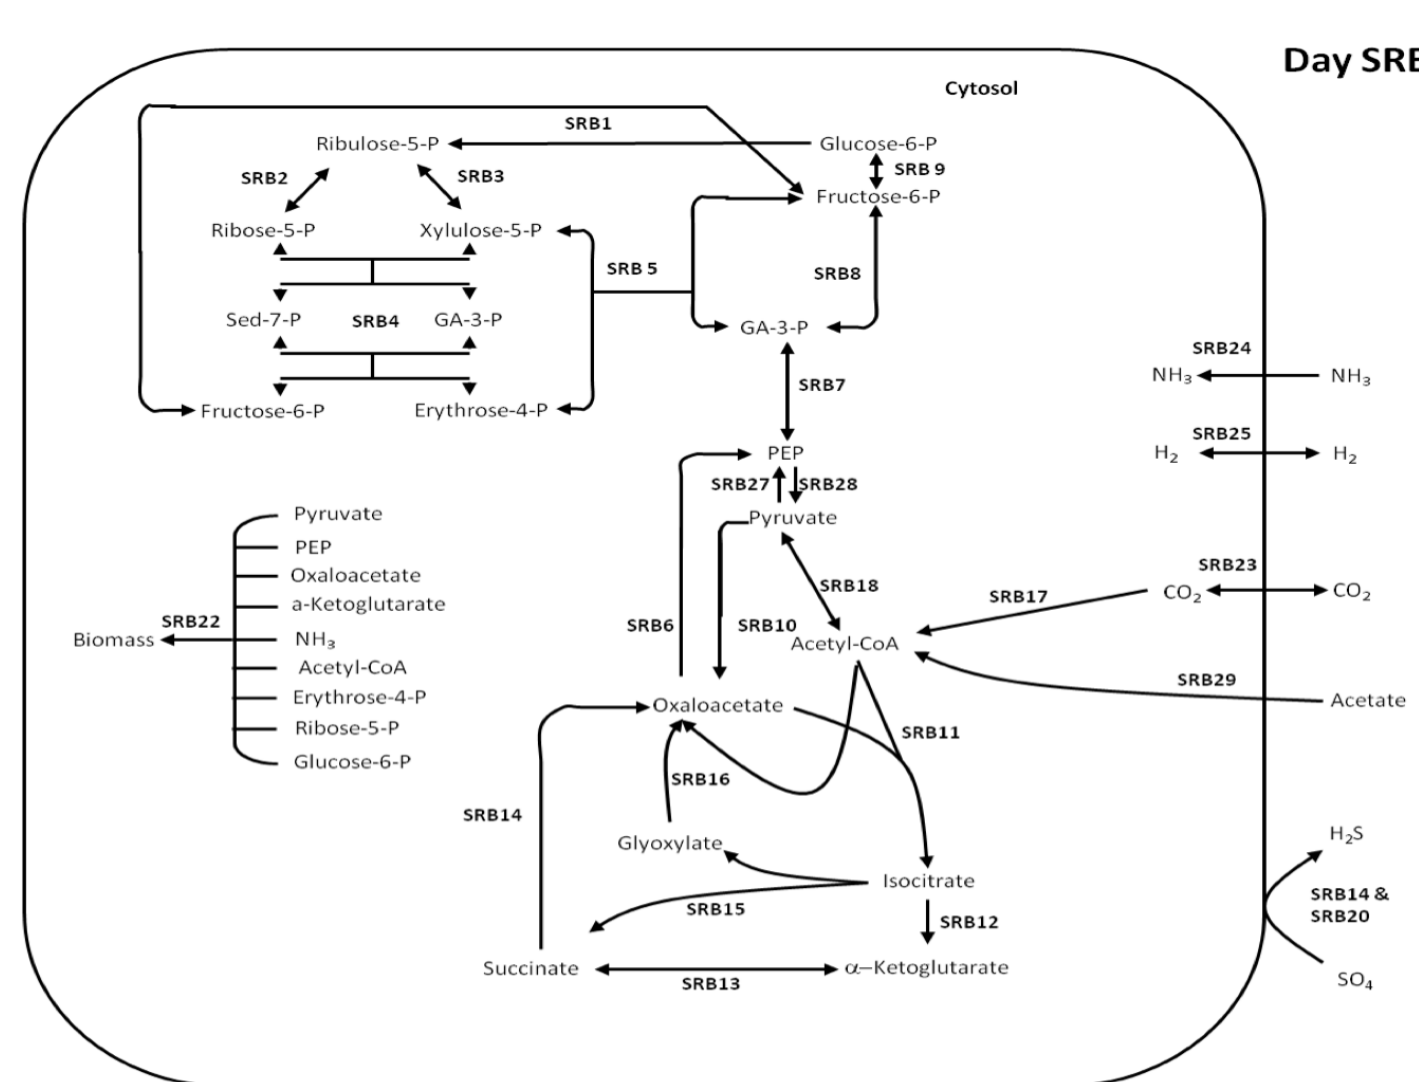 Day SRB
Cytosol
SRB1
Ribulose-5-P
Glucose-6-P
SRB2
SRB3
SRB 9
Fructose-6-P
Ribose-5-P
Xylulose-5-P
SRB 5
SRB8
Sed-7-P
SRB4
GA-3-P
GA-3-P
SRB24
NH₃
NH₃
SRB7
Fructose-6-P
Erythrose-4-P
SRB25
H₂
H₂
PEP
SRB27
SRB28
Pyruvate
Pyruvate
PEP
Oxaloacetate
a-Ketoglutarate
SRB22
Biomass
NH₃
Acetyl-CoA
Erythrose-4-P
Ribose-5-P
Glucose-6-P
SRB18
SRB23
SRB17
CO₂
CO₂
SRB6
SRB10
Acetyl-CoA
SRB29
Acetate
Oxaloacetate
SRB11
SRB16
SRB14
Glyoxylate
H₂S
Isocitrate
SRB14 &
SRB20
SRB15
SRB12
Succinate
α–Ketoglutarate
SRB13
SO₄